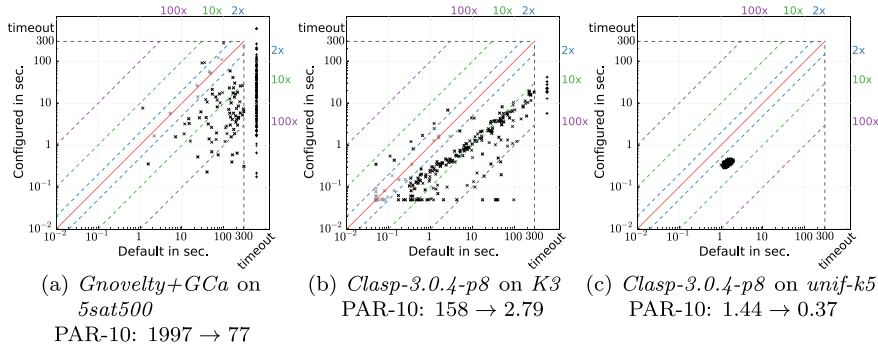 100x 10x 2x
timeout
300
100
10
1
10⁻¹
10⁻²
Configured in sec.
2x
10x
100x
10⁻² 10⁻¹ 1 10 100 300
Default in sec.
timeout
100x 10x 2x
timeout
300
100
10
1
10⁻¹
10⁻²
Configured in sec.
2x
10x
100x
10⁻² 10⁻¹ 1 10 100 300
Default in sec.
timeout
100x 10x 2x
timeout
300
100
10
1
10⁻¹
10⁻²
Configured in sec.
2x
10x
100x
10⁻² 10⁻¹ 1 10 100 300
Default in sec.
timeout
(a) Gnovelty+GCa on
5sat500
PAR-10: 1997 → 77
(b) Clasp-3.0.4-p8 on K3
PAR-10: 158 → 2.79
(c) Clasp-3.0.4-p8 on unif-k5
PAR-10: 1.44 → 0.37